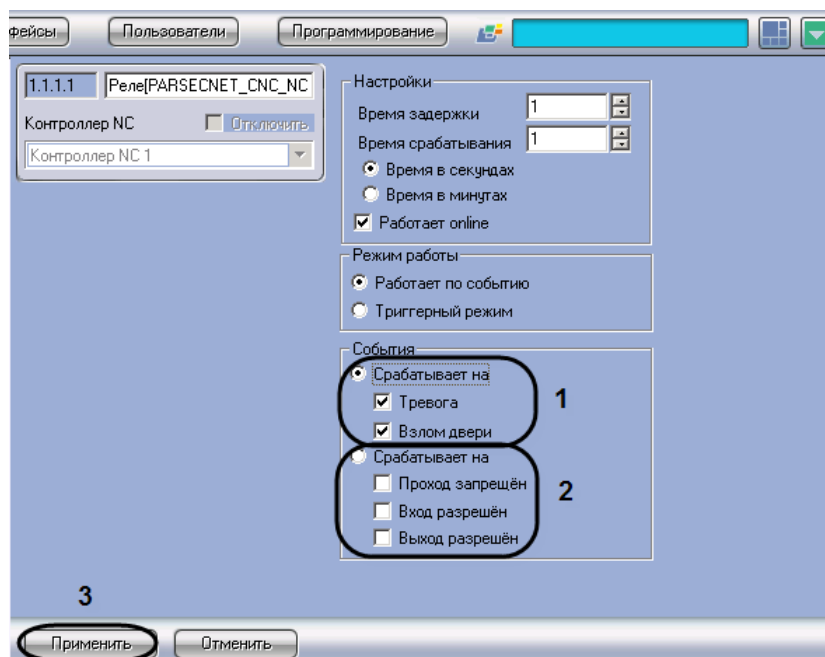 фейсы Пользователи Программирование
1.1.1.1 Реле[PARSECNET_CNC_NC
Контроллер NC Отключить
Контроллер NC 1
Настройки
Время задержки 1
Время срабатывания 1
Время в секундах
Время в минутах
Работает online
Режим работы
Работает по событию
Триггерный режим
События
Срабатывает на
Тревога 1
Взлом двери
Срабатывает на
Проход запрещён 2
Вход разрешён
Выход разрешён
3
Применить Отменить